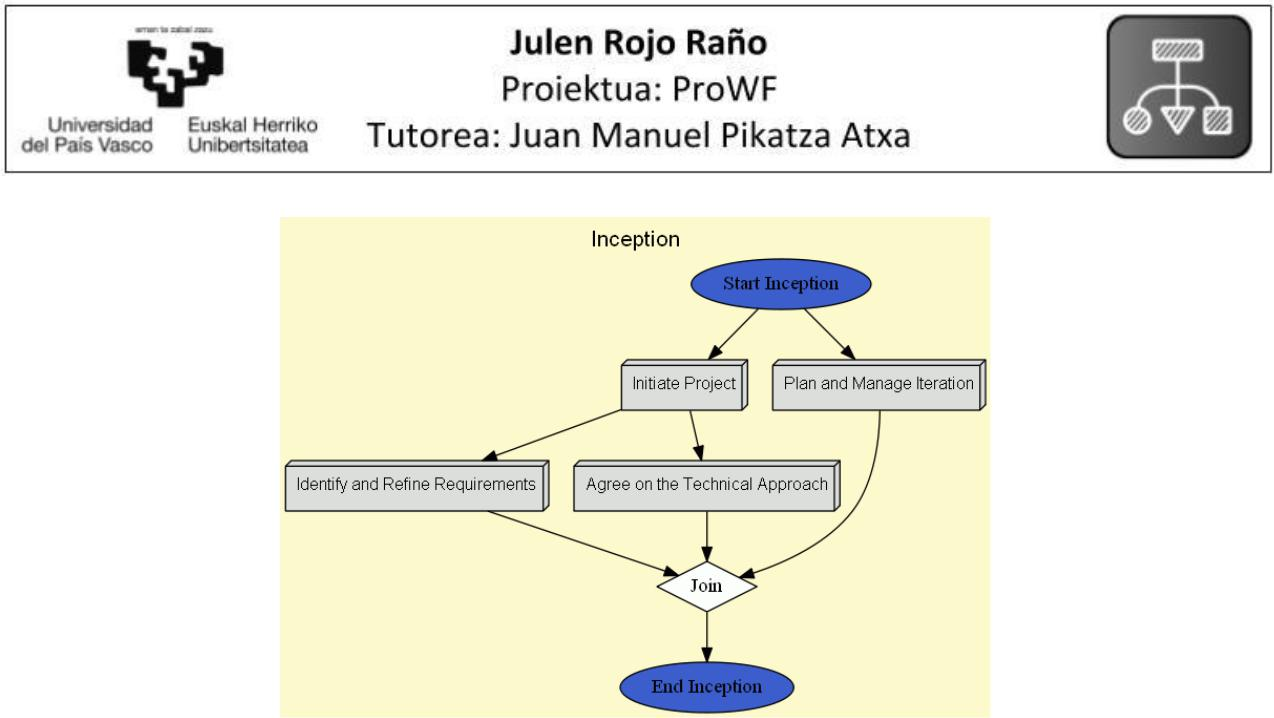 eman ta zabal zazu
Universidad
del País Vasco
Euskal Herriko
Unibertsitatea
Julen Rojo Raño
Proiektua: ProWF
Tutorea: Juan Manuel Pikatza Atxa
Inception
Start Inception
Initiate Project
Plan and Manage Iteration
Identify and Refine Requirements
Agree on the Technical Approach
Join
End Inception